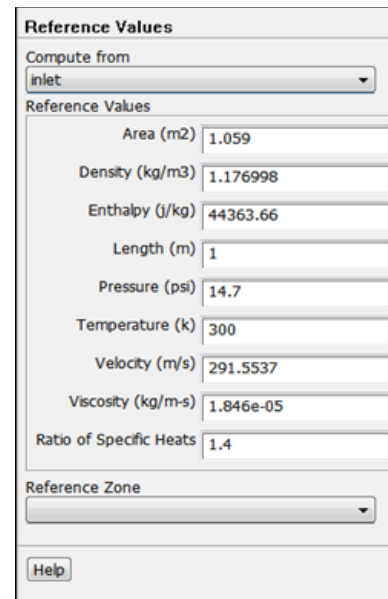 Reference Values
Compute from
inlet
Reference Values
Area (m2) 1.059
Density (kg/m3) 1.176998
Enthalpy (j/kg) 44363.66
Length (m) 1
Pressure (psi) 14.7
Temperature (k) 300
Velocity (m/s) 291.5537
Viscosity (kg/m-s) 1.846e-05
Ratio of Specific Heats 1.4
Reference Zone
Help